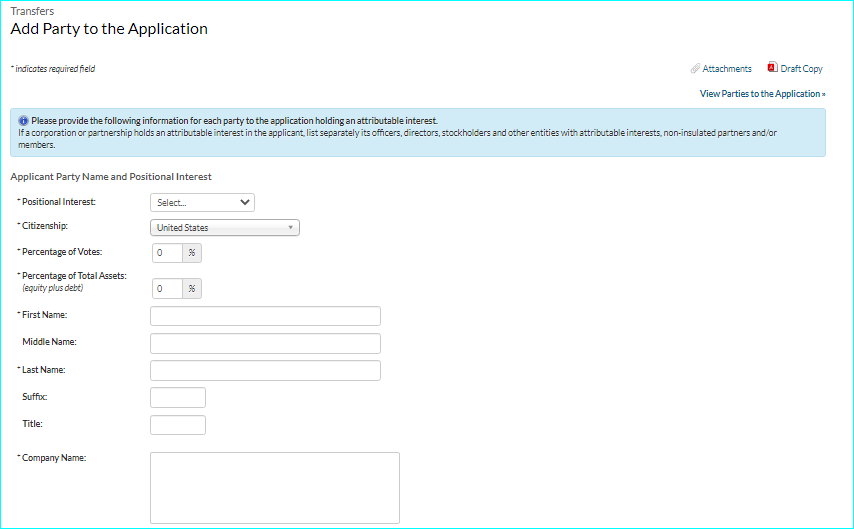 Transfers
Add Party to the Application
* indicates required field
Attachments
Draft Copy
View Parties to the Application »
Please provide the following information for each party to the application holding an attributable interest.
If a corporation or partnership holds an attributable interest in the applicant, list separately its officers, directors, stockholders and other entities with attributable interests, non-insulated partners and/or
members.
Applicant Party Name and Positional Interest
* Positional Interest:
Select...
* Citizenship:
United States
* Percentage of Votes:
0 %
* Percentage of Total Assets:
(equity plus debt)
0 %
* First Name:
Middle Name:
* Last Name:
Suffix:
Title:
* Company Name: